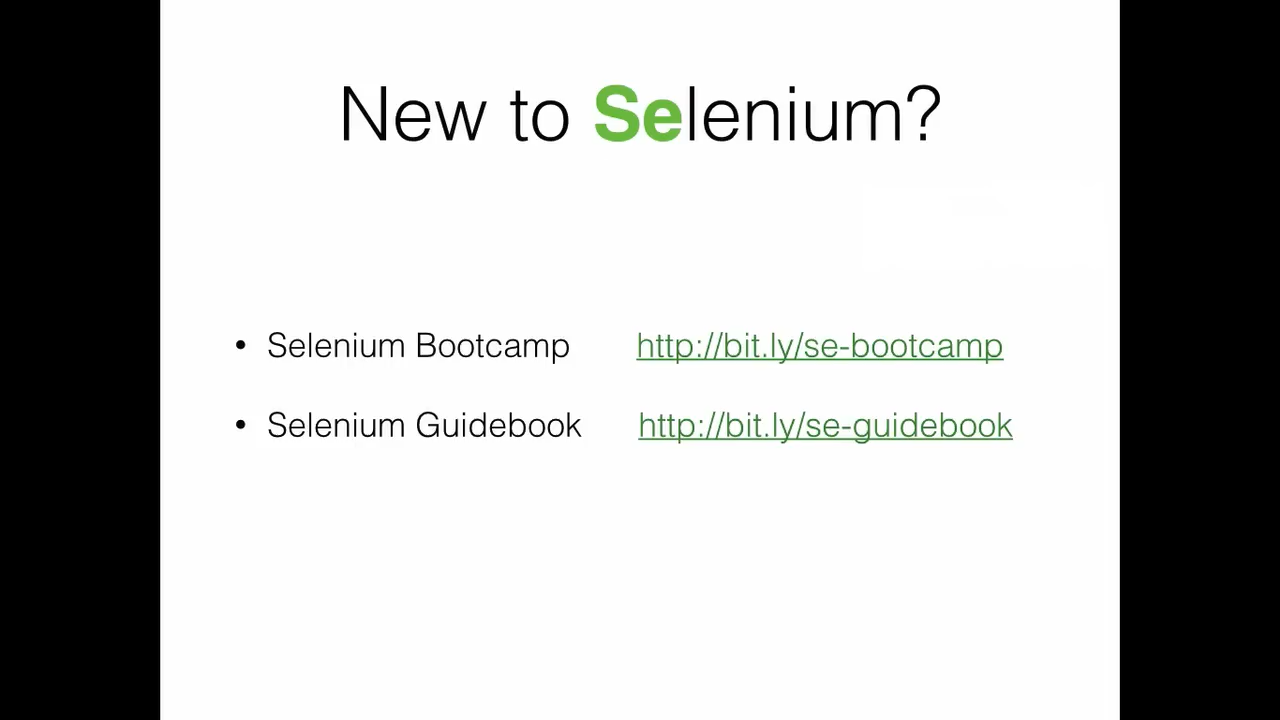 New to Selenium?
• Selenium Bootcamp http://bit.ly/se-bootcamp
• Selenium Guidebook http://bit.ly/se-guidebook